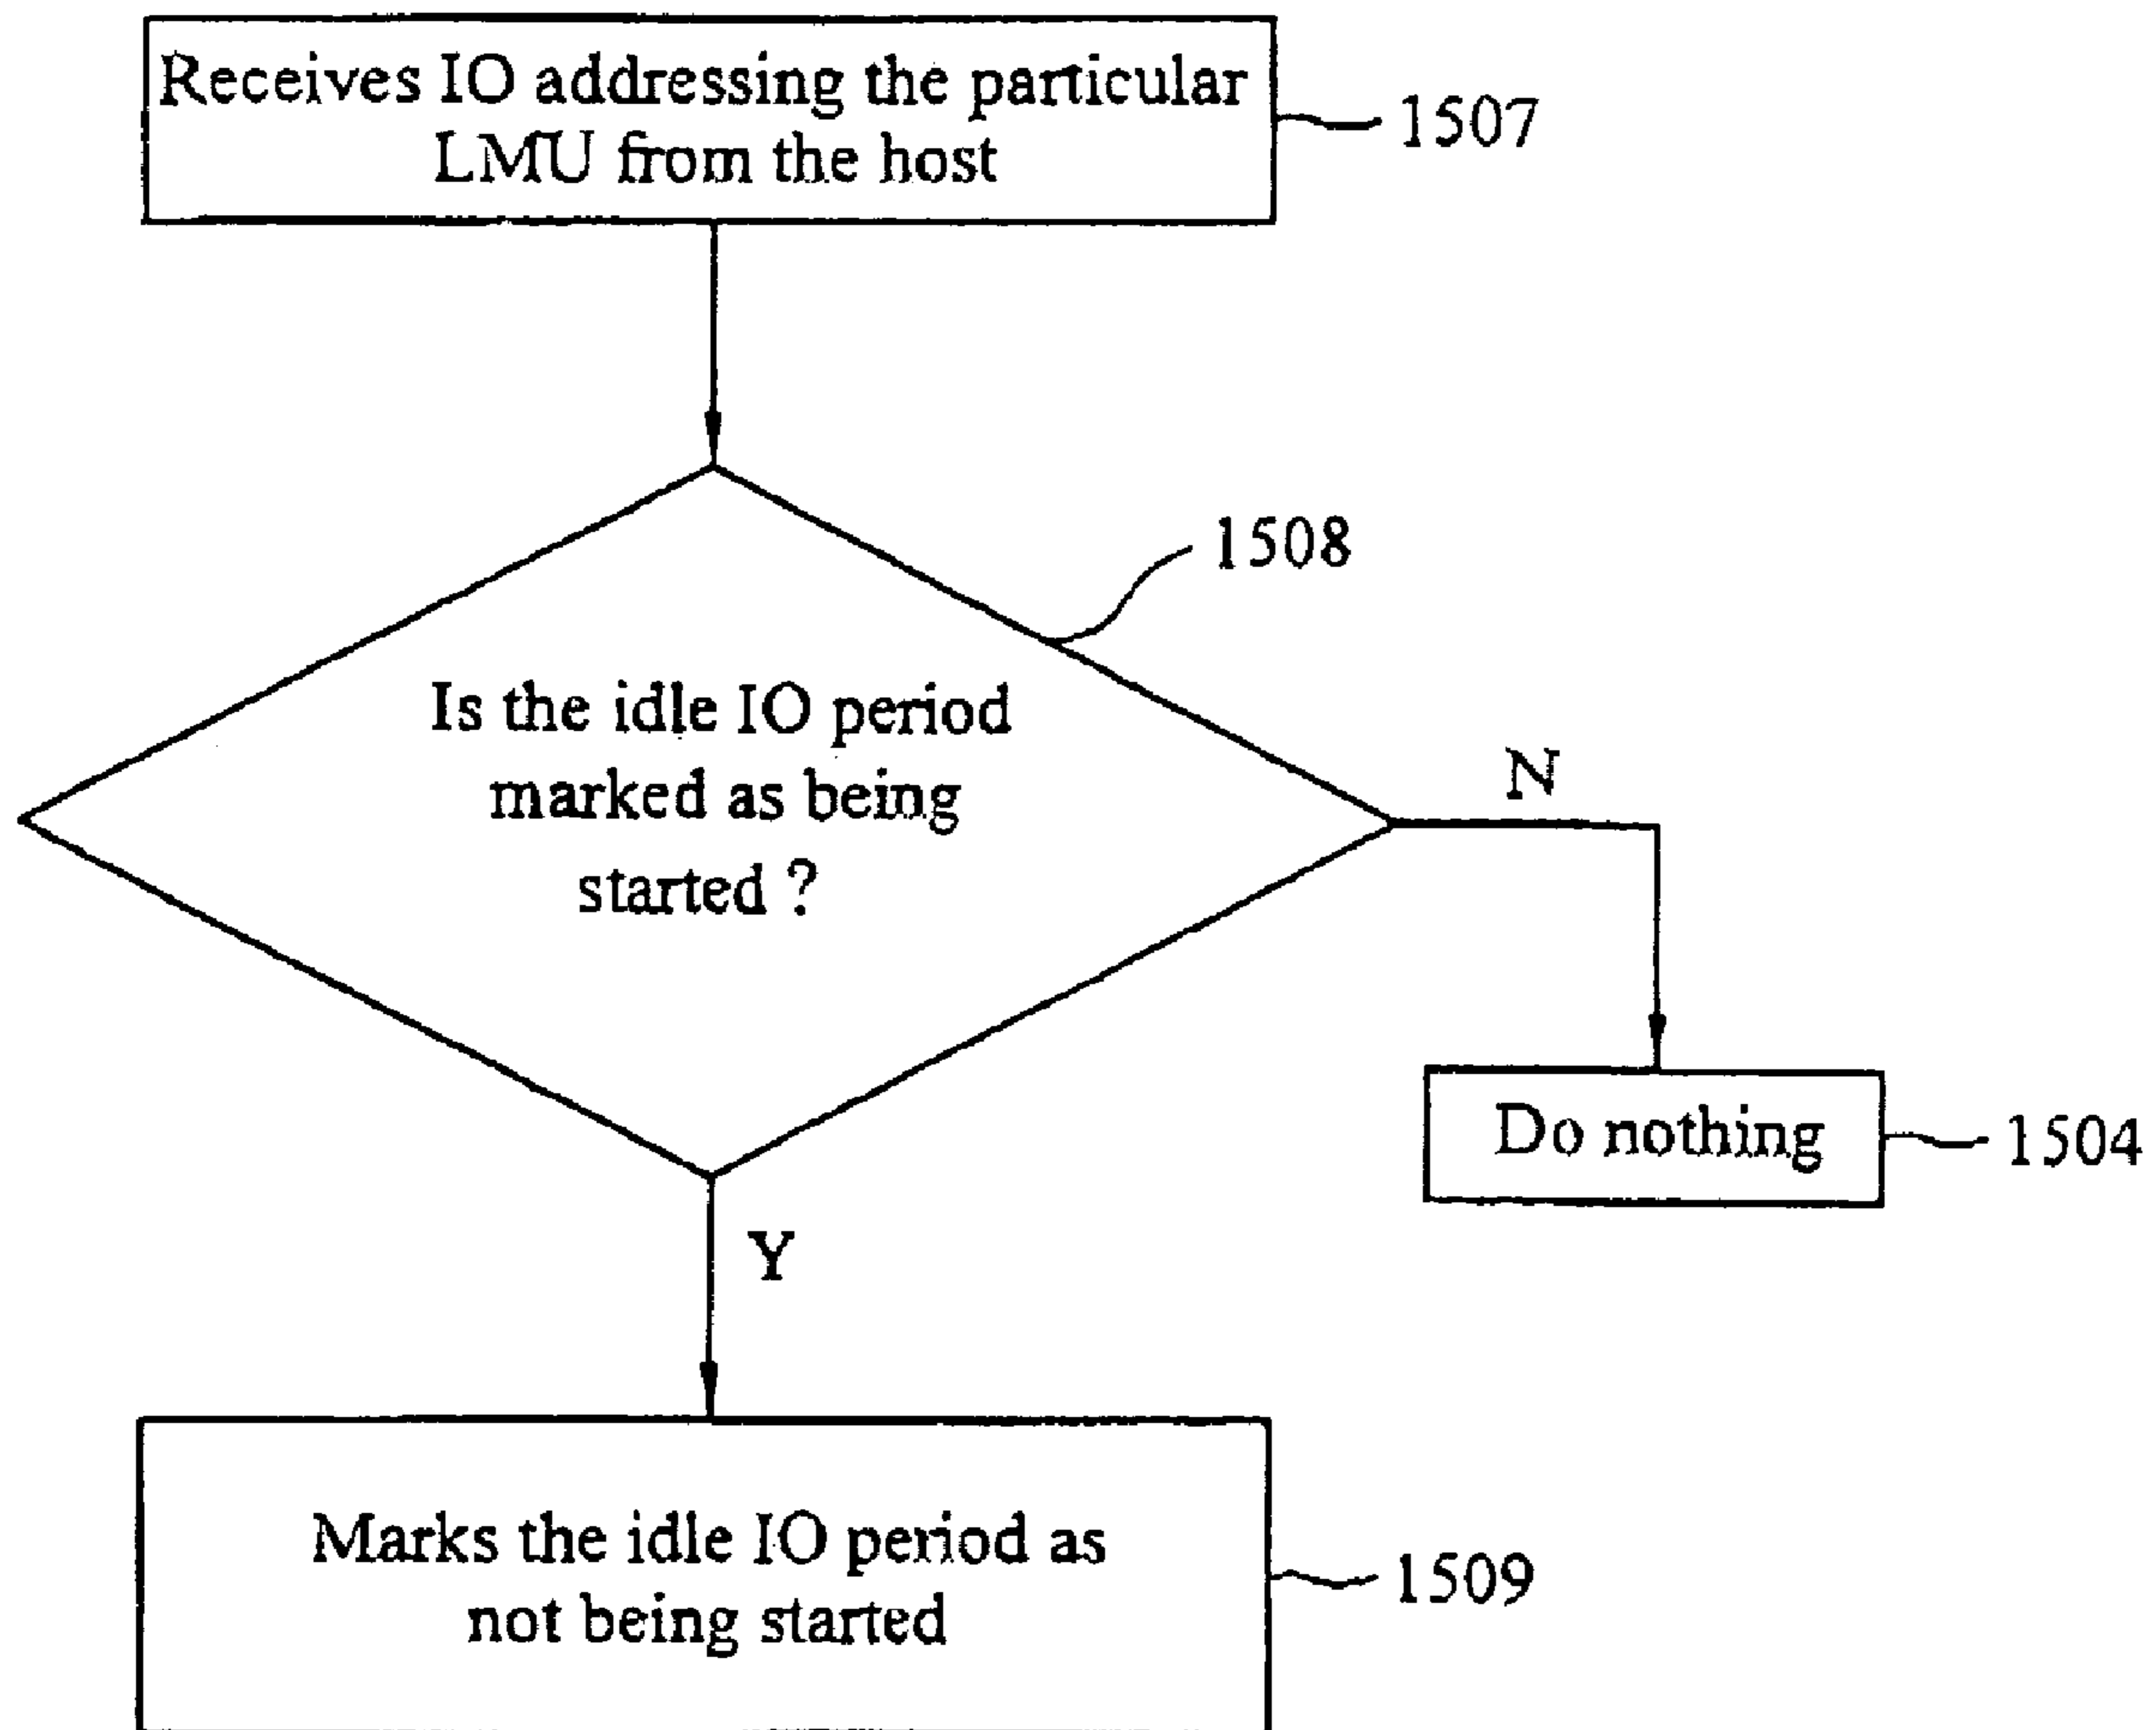 Receives IO addressing the particular
LMU from the host
1507
1508
Is the idle IO period
marked as being
started ?
N
Do nothing
1504
Y
Marks the idle IO period as
not being started
1509